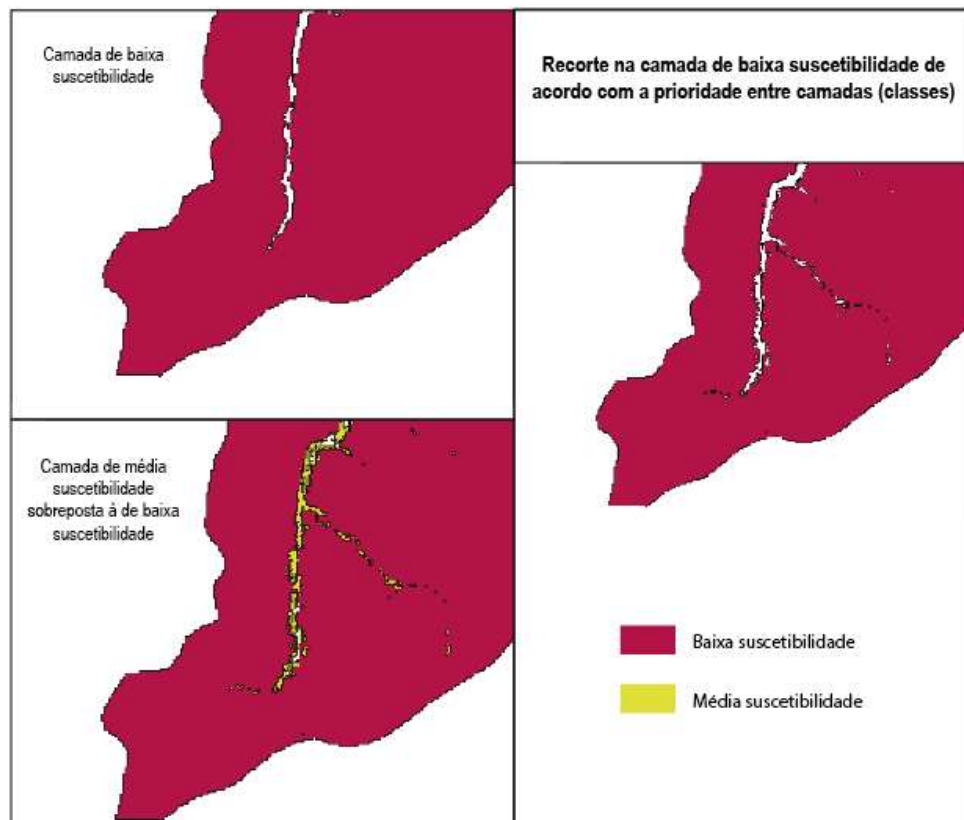 Camada de baixa
suscetibilidade
Recorte na camada de baixa suscetibilidade de
acordo com a prioridade entre camadas (classes)
Camada de média
suscetibilidade
sobreposta à de baixa
suscetibilidade
Baixa suscetibilidade
Média suscetibilidade